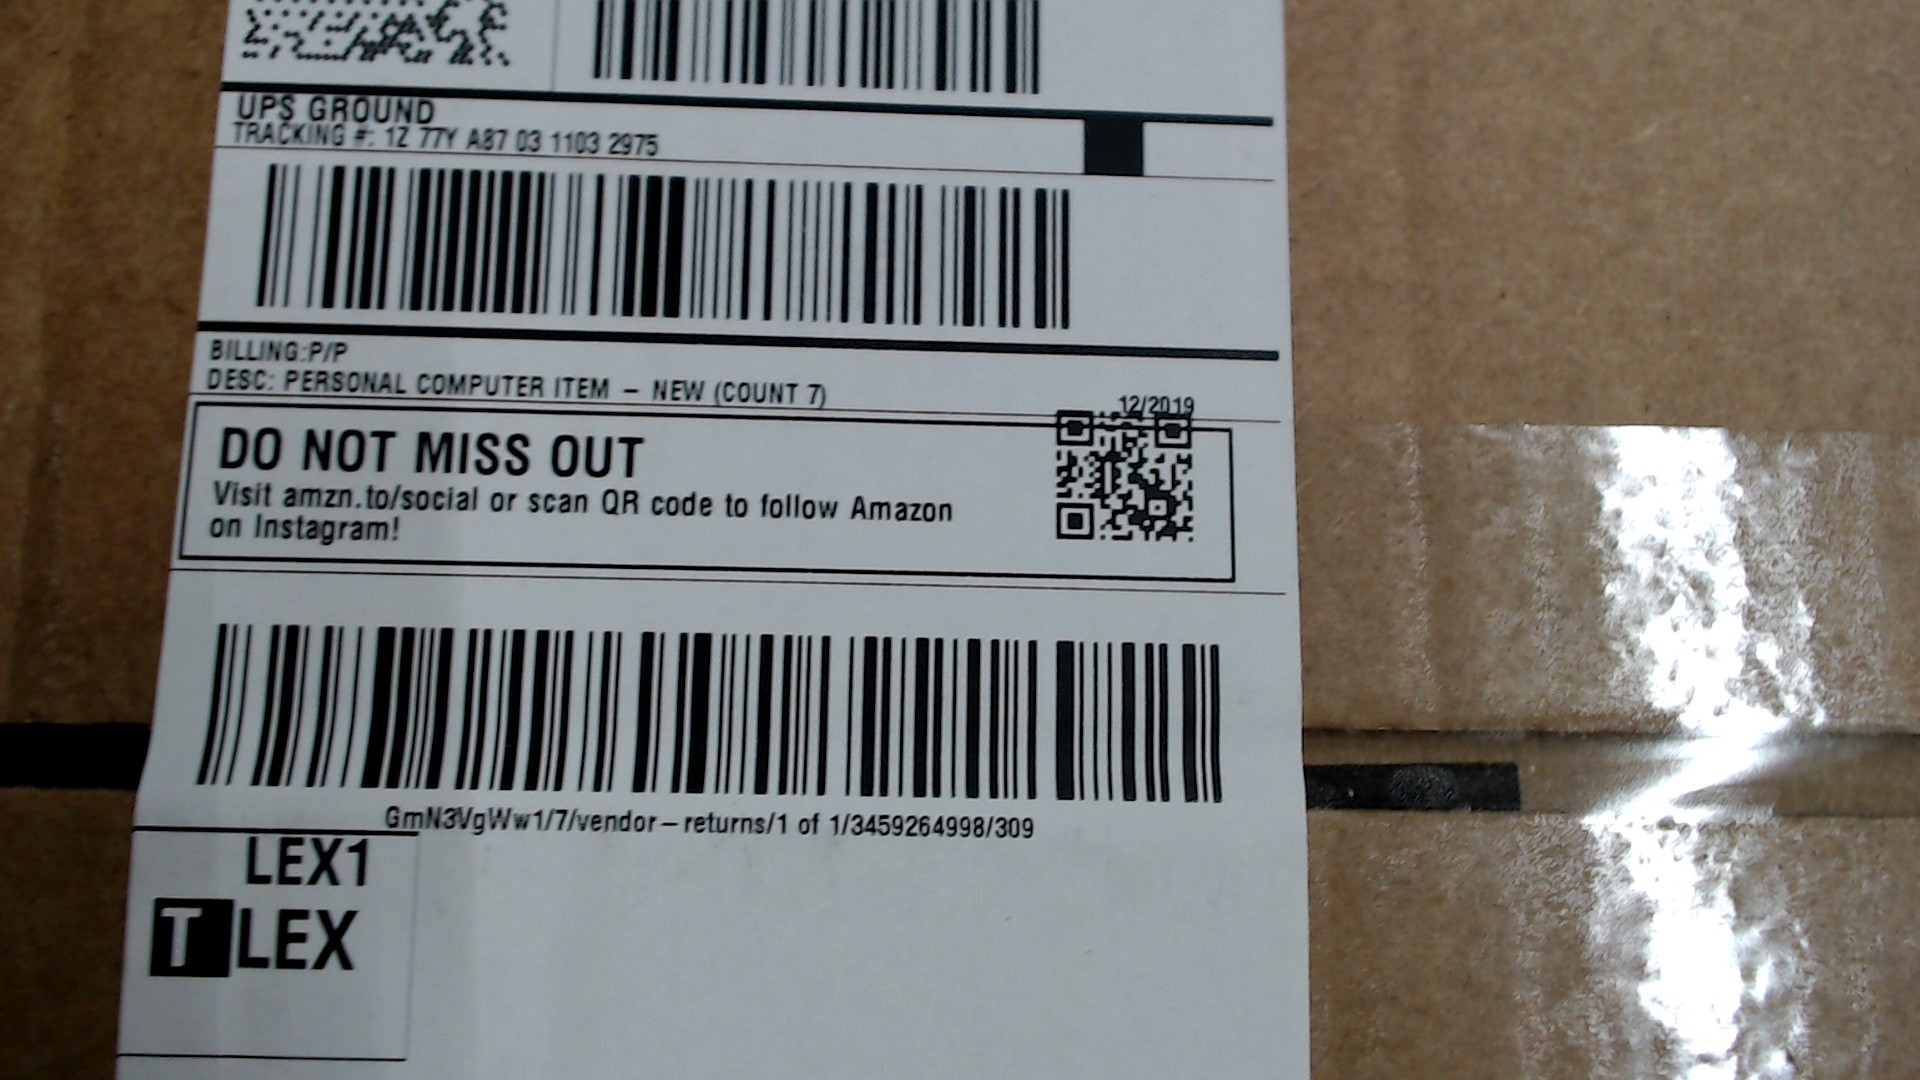 UPS GROUND
TRACKING #: 1Z 77Y A87 03 1103 2975
BILLING:P/P
DESC: PERSONAL COMPUTER ITEM – NEW (COUNT 7)
12/2019
DO NOT MISS OUT
Visit amzn.to/social or scan QR code to follow Amazon
on Instagram!
GmN3VgWw1/7/vendor-returns/1 of 1/3459264998/309
LEX1
T LEX